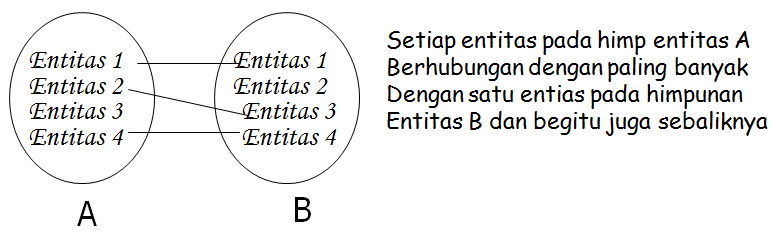 Entitas 1
Entitas 2
Entitas 3
Entitas 4
A
Entitas 1
Entitas 2
Entitas 3
Entitas 4
B
Setiap entitas pada himp entitas A
Berhubungan dengan paling banyak
Dengan satu entias pada himpunan
Entitas B dan begitu juga sebaliknya